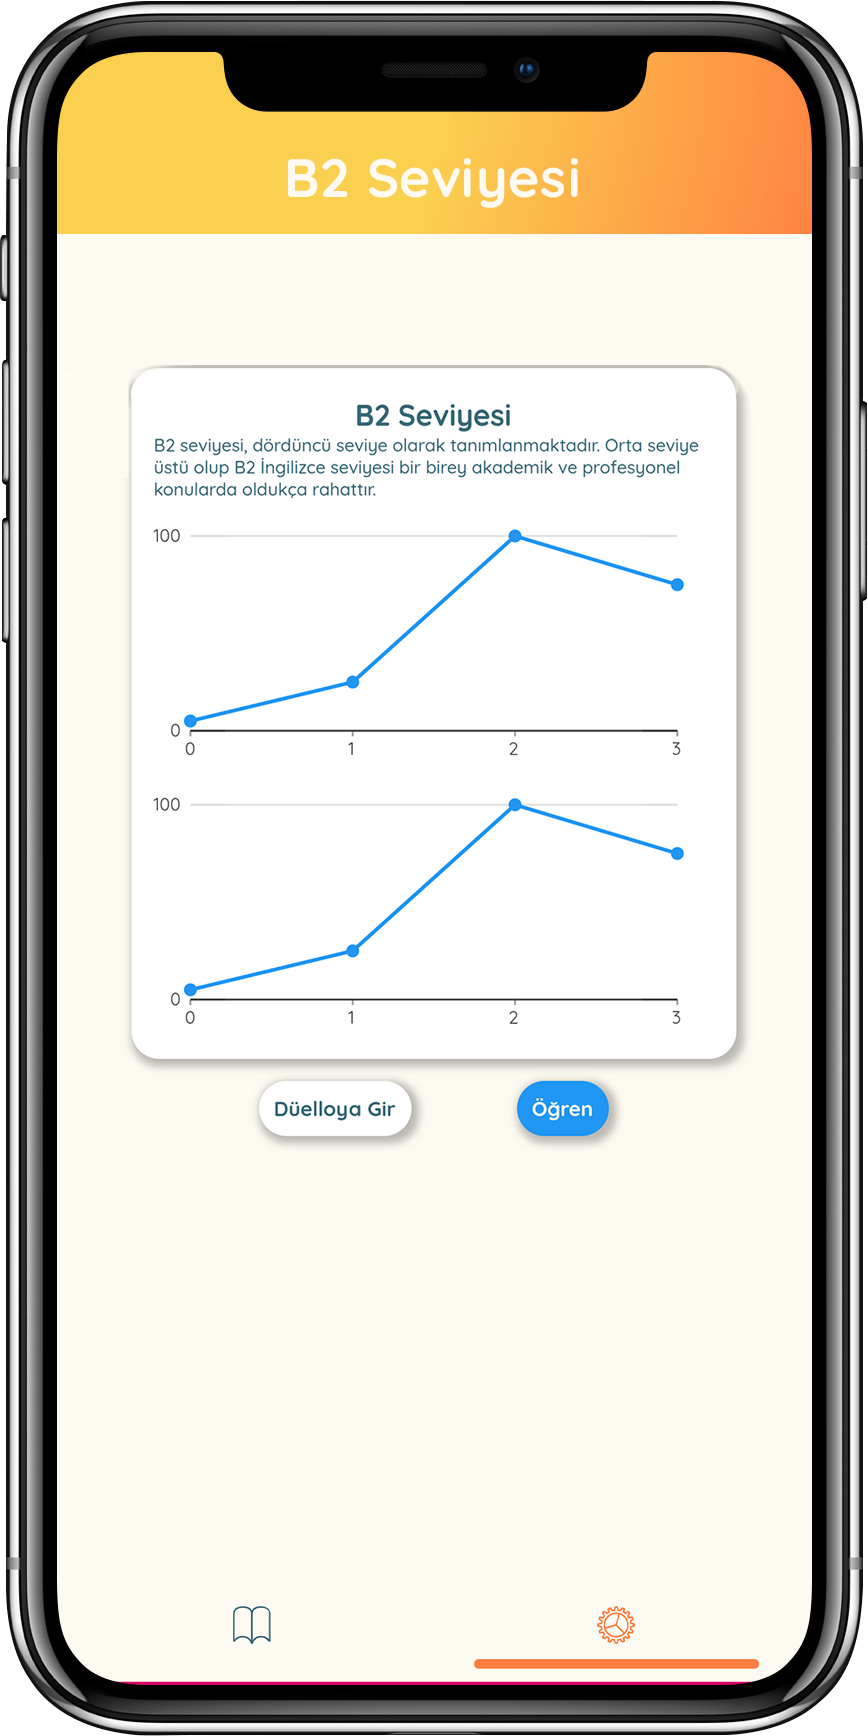 B2 Seviyesi
B2 Seviyesi
B2 seviyesi, dördüncü seviye olarak tanımlanmaktadır. Orta seviye
üstü olup B2 İngilizce seviyesi bir birey akademik ve profesyonel
konularda oldukça rahattır.
100
0
0 1 2 3
100
0
0 1 2 3
Düelloya Gir Öğren